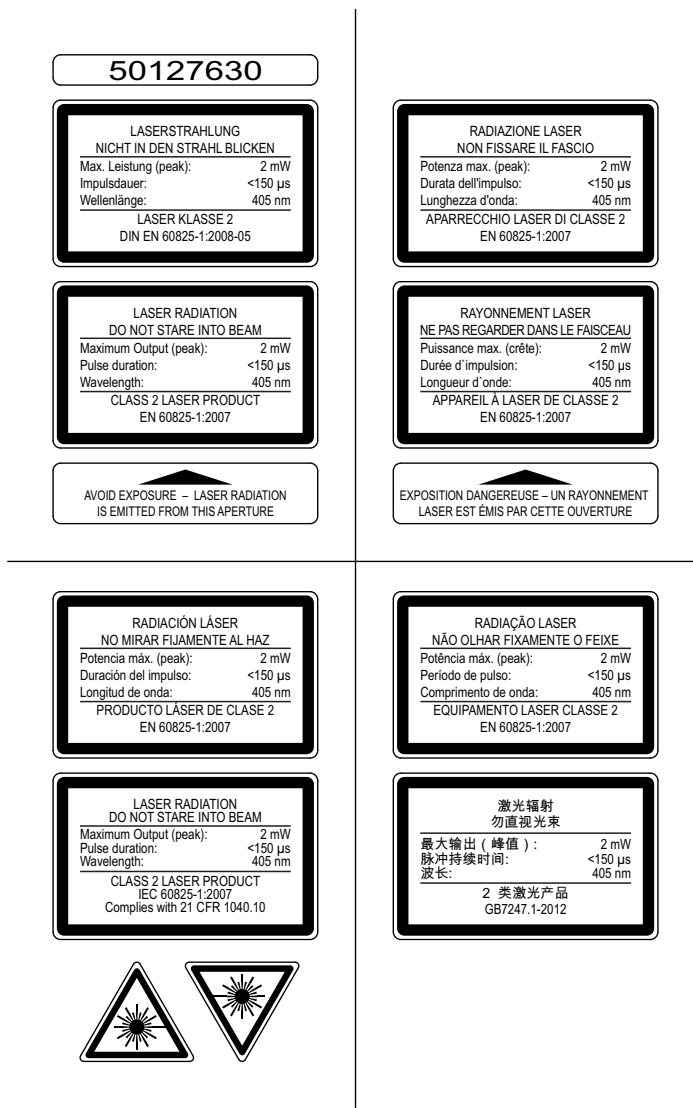 50127630
LASERSTRAHLUNG
NICHT IN DEN STRAHL BLICKEN
Max. Leistung (peak): 2 mW
Impulsdauer: <150 µs
Wellenlänge: 405 nm
LASER KLASSE 2
DIN EN 60825-1:2008-05
LASER RADIATION
DO NOT STARE INTO BEAM
Maximum Output (peak): 2 mW
Pulse duration: <150 µs
Wavelength: 405 nm
CLASS 2 LASER PRODUCT
EN 60825-1:2007
AVOID EXPOSURE – LASER RADIATION
IS EMITTED FROM THIS APERTURE
RADIAZIONE LASER
NON FISSARE IL FASCIO
Potenza max. (peak): 2 mW
Durata dell'impulso: <150 µs
Lunghezza d'onda: 405 nm
APARRECCHIO LASER DI CLASSE 2
EN 60825-1:2007
RAYONNEMENT LASER
NE PAS REGARDER DANS LE FAISCEAU
Puissance max. (crête): 2 mW
Durée d`impulsion: <150 µs
Longueur d`onde: 405 nm
APPAREIL À LASER DE CLASSE 2
EN 60825-1:2007
EXPOSITION DANGEREUSE – UN RAYONNEMENT
LASER EST ÉMIS PAR CETTE OUVERTURE
RADIACIÓN LÁSER
NO MIRAR FIJAMENTE AL HAZ
Potencia máx. (peak): 2 mW
Duración del impulso: <150 µs
Longitud de onda: 405 nm
PRODUCTO LÁSER DE CLASE 2
EN 60825-1:2007
LASER RADIATION
DO NOT STARE INTO BEAM
Maximum Output (peak): 2 mW
Pulse duration: <150 µs
Wavelength: 405 nm
CLASS 2 LASER PRODUCT
IEC 60825-1:2007
Complies with 21 CFR 1040.10
RADIAÇÃO LASER
NÃO OLHAR FIXAMENTE O FEIXE
Potência máx. (peak): 2 mW
Período de pulso: <150 µs
Comprimento de onda: 405 nm
EQUIPAMENTO LASER CLASSE 2
EN 60825-1:2007
激光辐射
勿直视光束
最大输出（峰值）: 2 mW
脉冲持续时间: <150 µs
波长: 405 nm
2 类激光产品
GB7247.1-2012